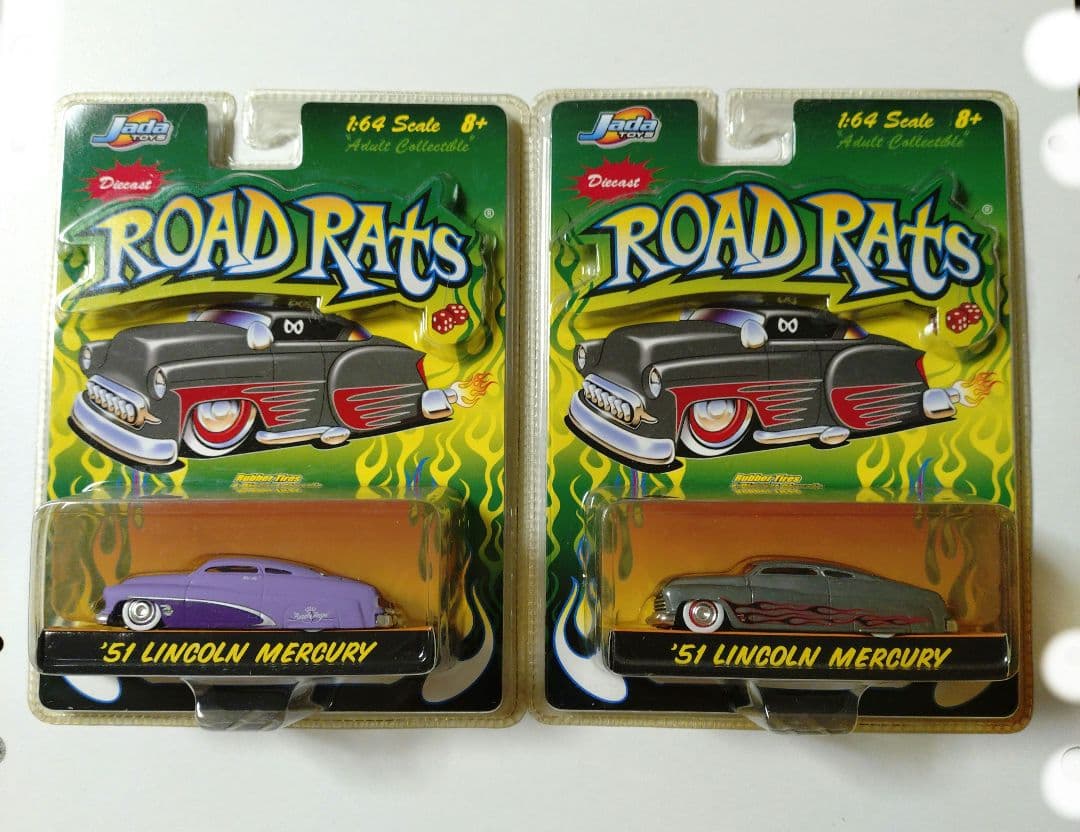 Jada
TOYS
1:64 Scale 8+
"Adult Collectible"
Diecast
ROAD RATS
®
Rubber Tires
'51 LINCOLN MERCURY
Jada
TOYS
1:64 Scale 8+
"Adult Collectible"
Diecast
ROAD RATS
®
Rubber Tires
'51 LINCOLN MERCURY